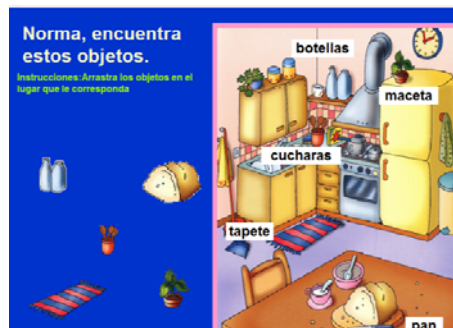 Norma, encuentra
estos objetos.
Instrucciones:Arrastra los objetos en el
lugar que le corresponda
botellas
maceta
cucharas
tapete
pan